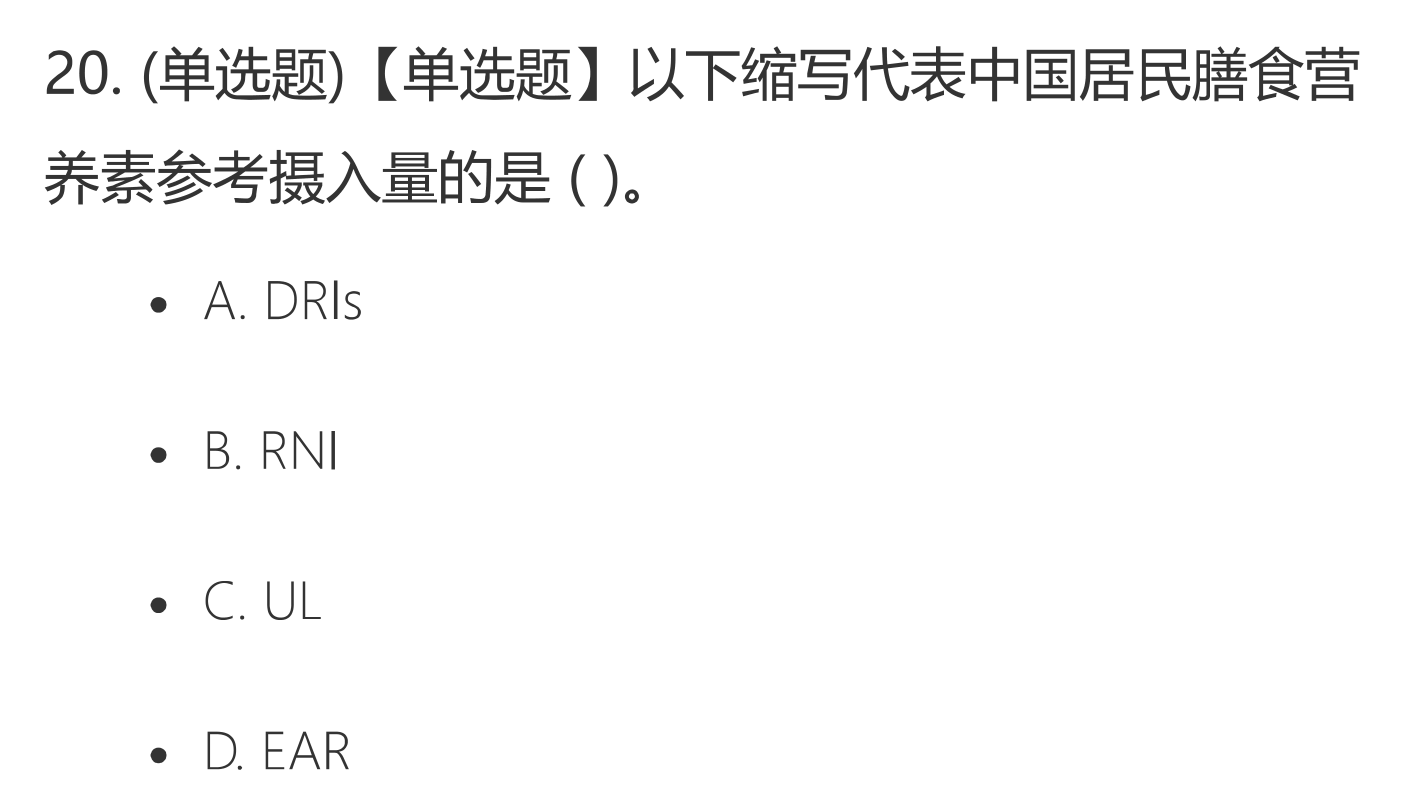 20. (单选题)【单选题】以下缩写代表中国居民膳食营
养素参考摄入量的是 ( )。
• A. DRIs
• B. RNI
• C. UL
• D. EAR